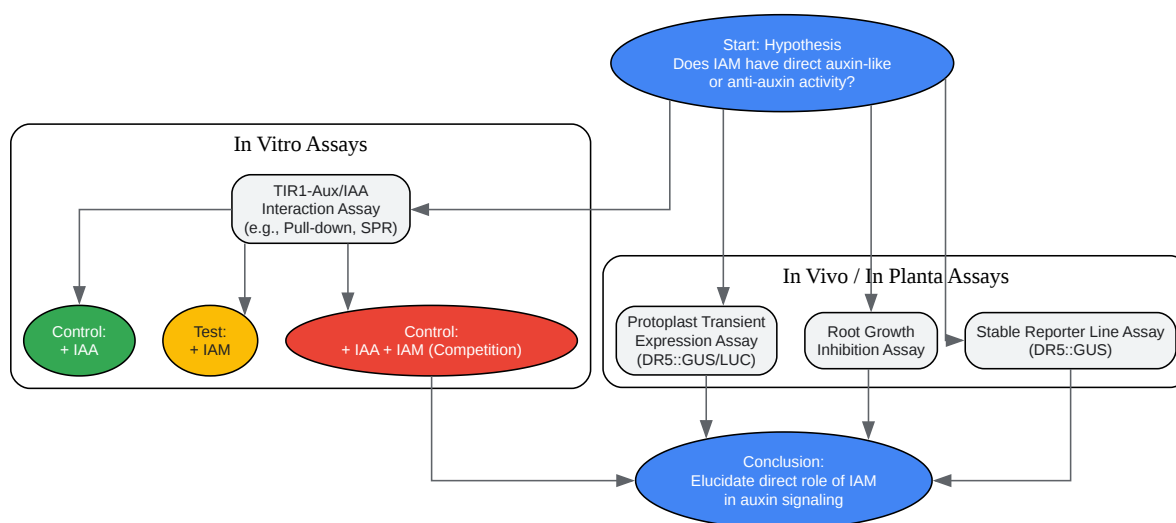 Start: Hypothesis
Does IAM have direct auxin-like
or anti-auxin activity?
In Vitro Assays
TIR1-Aux/IAA
Interaction Assay
(e.g., Pull-down, SPR)
Control:
+ IAA
Test:
+ IAM
Control:
+ IAA + IAM (Competition)
In Vivo / In Planta Assays
Protoplast Transient
Expression Assay
(DR5::GUS/LUC)
Root Growth
Inhibition Assay
Stable Reporter Line Assay
(DR5::GUS)
Conclusion:
Elucidate direct role of IAM
in auxin signaling